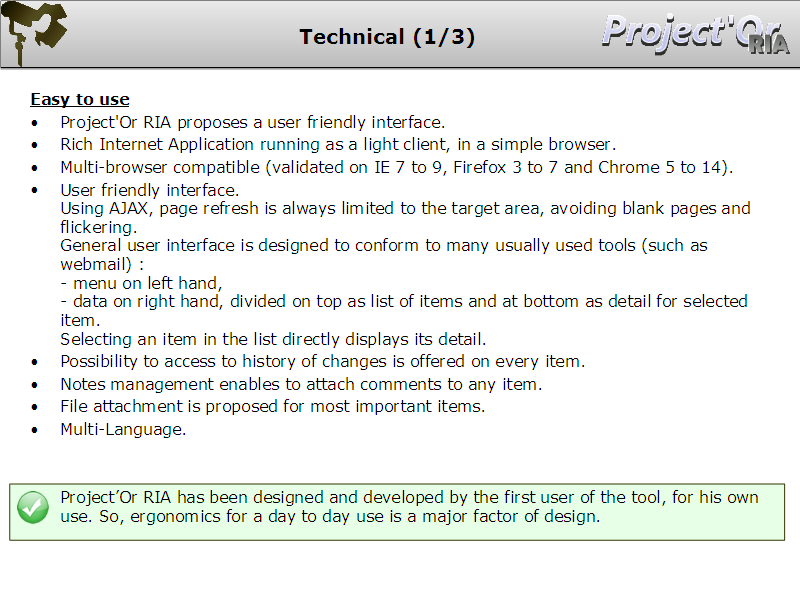 Technical (1/3)
Project'Or
RIA
Easy to use
• Project'Or RIA proposes a user friendly interface.
• Rich Internet Application running as a light client, in a simple browser.
• Multi-browser compatible (validated on IE 7 to 9, Firefox 3 to 7 and Chrome 5 to 14).
• User friendly interface.
Using AJAX, page refresh is always limited to the target area, avoiding blank pages and
flickering.
General user interface is designed to conform to many usually used tools (such as
webmail) :
- menu on left hand,
- data on right hand, divided on top as list of items and at bottom as detail for selected
item.
Selecting an item in the list directly displays its detail.
• Possibility to access to history of changes is offered on every item.
• Notes management enables to attach comments to any item.
• File attachment is proposed for most important items.
• Multi-Language.
Project’Or RIA has been designed and developed by the first user of the tool, for his own
use. So, ergonomics for a day to day use is a major factor of design.